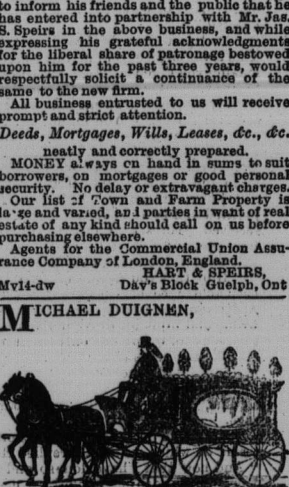 to inform his friends and the public that he
has entered into partnership with Mr. Jas.
S. Speirs in the above business, and while
expressing his grateful acknowledgments
for the liberal share of patronage bestowed
upon him for the past three years, would
respectfully solicit a continuance of the
same to the new firm.
All business entrusted to us will receive
prompt and strict attention.
Deeds, Mortgages, Wills, Leases, &c., &c.
neatly and correctly prepared.
MONEY always on hand in sums to suit
borrowers, on mortgages or good personal
security. No delay or extravagant charges.
Our list of Town and Farm Property is
large and varied, and parties in want of real
estate of any kind should call on us before
purchasing elsewhere.
Agents for the Commercial Union Assu-
rance Company of London, England.
HART & SPEIRS,
My14-dw Day's Block Guelph, Ont
MICHAEL DUIGNEN,